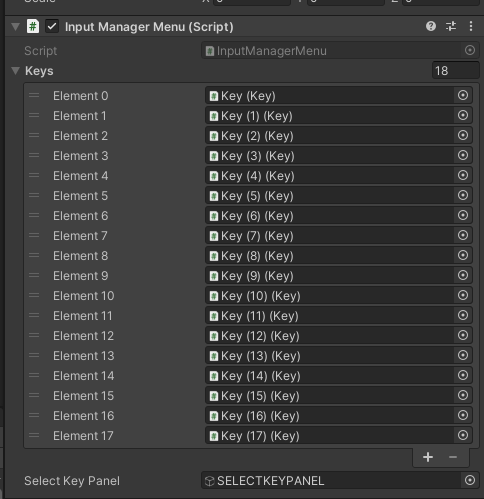 Input Manager Menu (Script)
Script InputManagerMenu
Keys 18
Element 0 Key (Key)
Element 1 Key (1) (Key)
Element 2 Key (2) (Key)
Element 3 Key (3) (Key)
Element 4 Key (4) (Key)
Element 5 Key (5) (Key)
Element 6 Key (6) (Key)
Element 7 Key (7) (Key)
Element 8 Key (8) (Key)
Element 9 Key (9) (Key)
Element 10 Key (10) (Key)
Element 11 Key (11) (Key)
Element 12 Key (12) (Key)
Element 13 Key (13) (Key)
Element 14 Key (14) (Key)
Element 15 Key (15) (Key)
Element 16 Key (16) (Key)
Element 17 Key (17) (Key)
Select Key Panel SELECTKEYPANEL